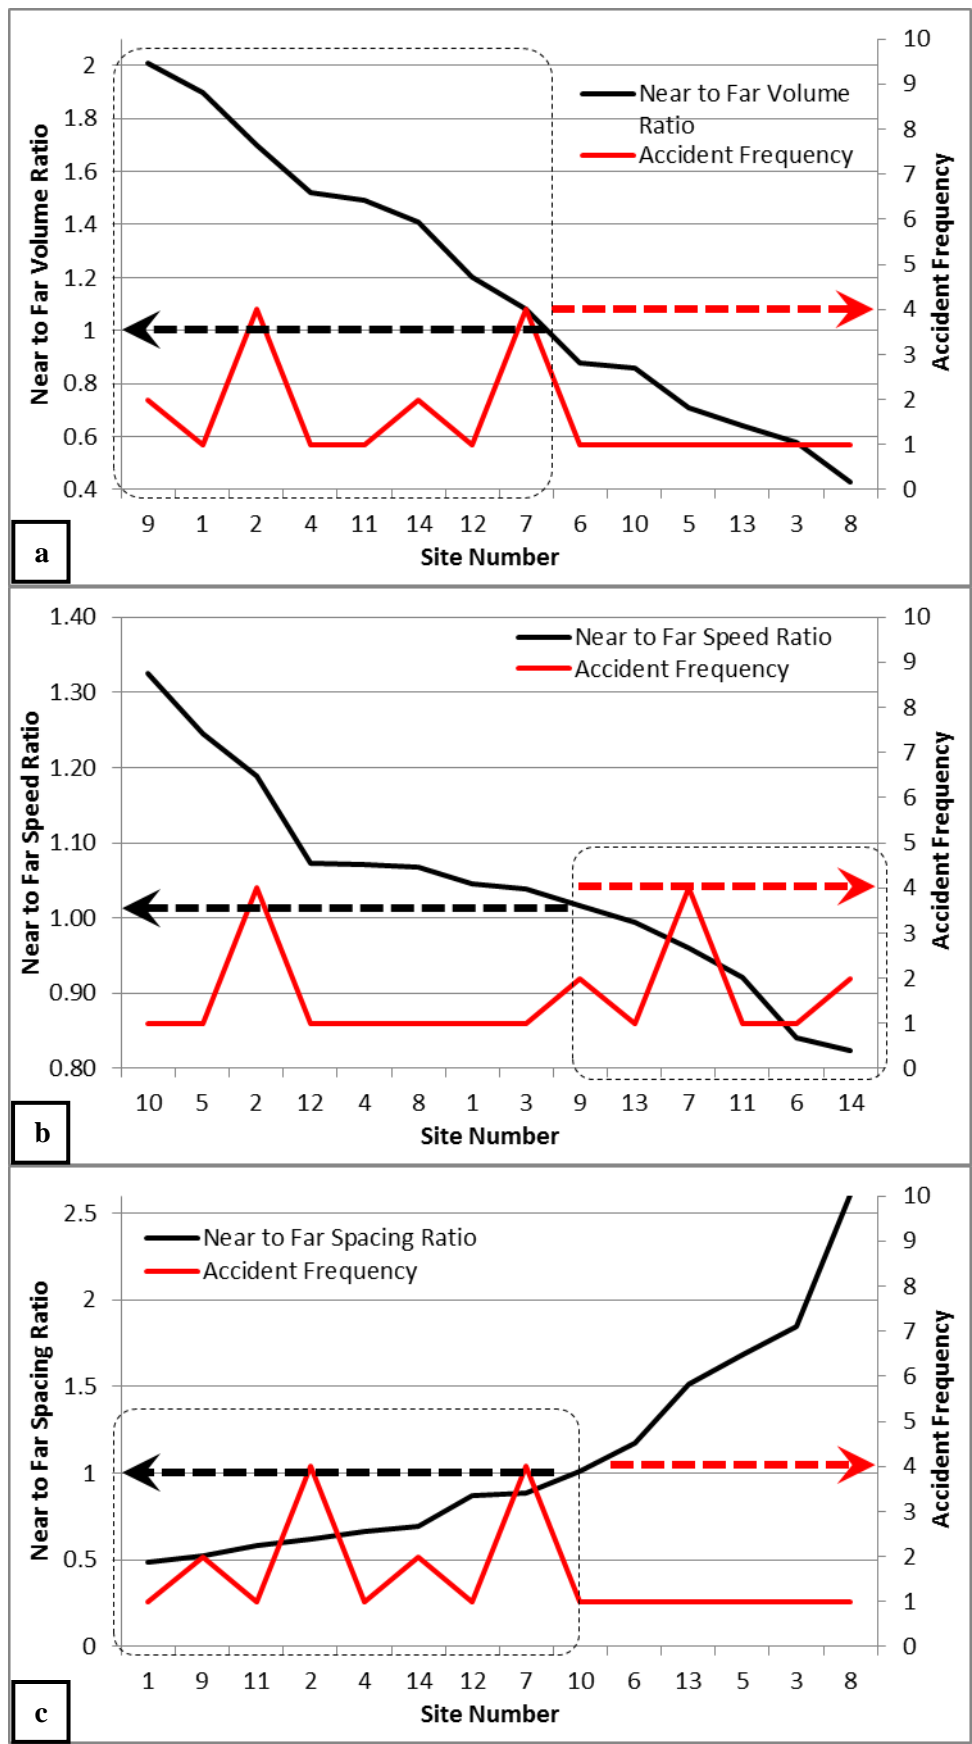 2
1.8
1.6
1.4
1.2
1
0.8
0.6
0.4
Near to Far Volume Ratio
10
9
8
7
6
5
4
3
2
1
0
Accident Frequency
Near to Far Volume
Ratio
Accident Frequency
9 1 2 4 11 14 12 7 6 10 5 13 3 8
Site Number
a
1.40
1.30
1.20
1.10
1.00
0.90
0.80
Near to Far Speed Ratio
10
9
8
7
6
5
4
3
2
1
0
Accident Frequency
Near to Far Speed Ratio
Accident Frequency
10 5 2 12 4 8 1 3 9 13 7 11 6 14
Site Number
b
2.5
2
1.5
1
0.5
0
Near to Far Spacing Ratio
10
9
8
7
6
5
4
3
2
1
0
Accident Frequency
Near to Far Spacing Ratio
Accident Frequency
1 9 11 2 4 14 12 7 10 6 13 5 3 8
Site Number
c